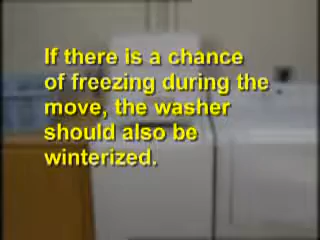 If there is a chance
of freezing during the
move, the washer
should also be
winterized.